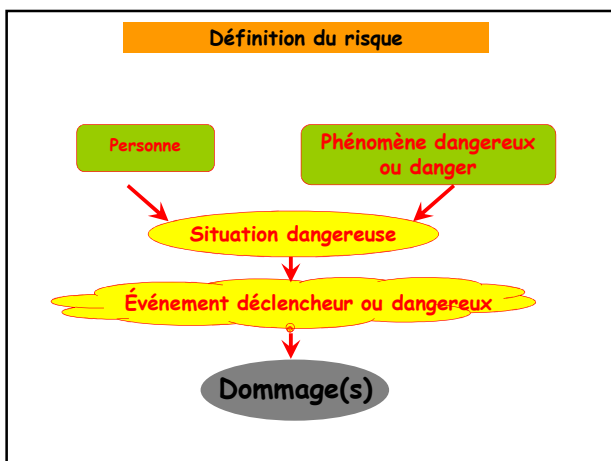 Définition du risque
Personne
Phénomène dangereux
ou danger
Situation dangereuse
Événement déclencheur ou dangereux
Dommage(s)